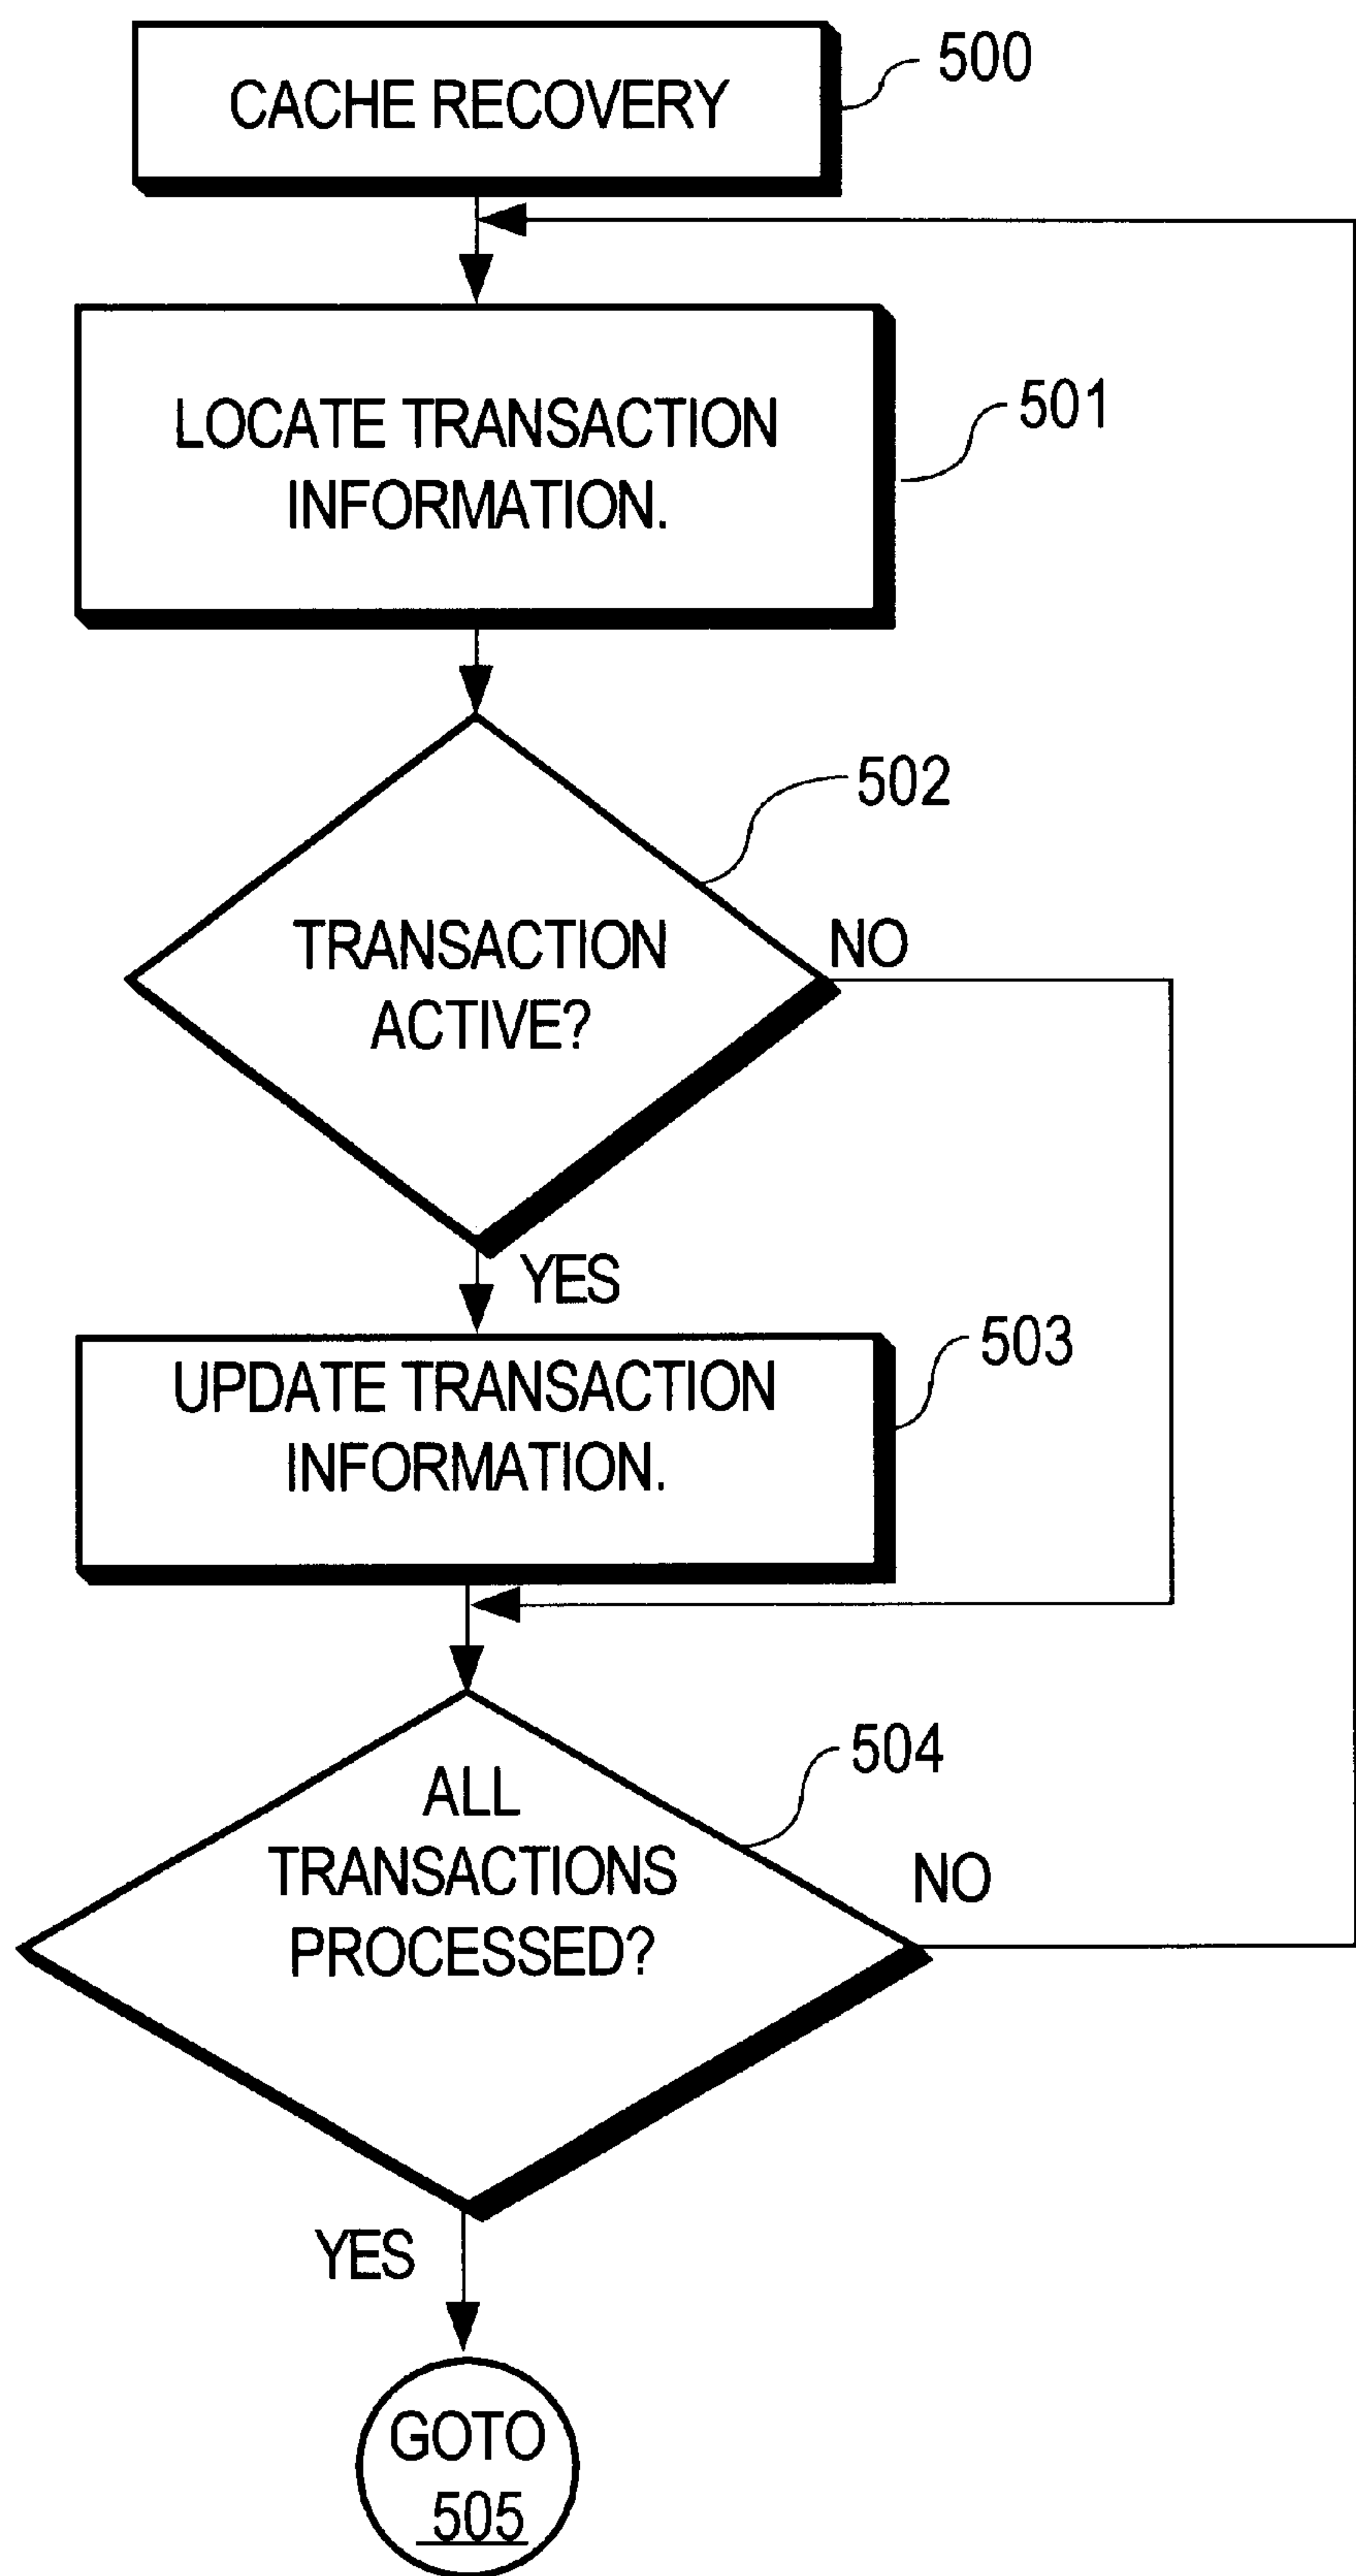 CACHE RECOVERY
500
LOCATE TRANSACTION
INFORMATION.
501
502
TRANSACTION
ACTIVE?
NO
YES
503
UPDATE TRANSACTION
INFORMATION.
504
ALL
TRANSACTIONS
PROCESSED?
NO
YES
GOTO
505